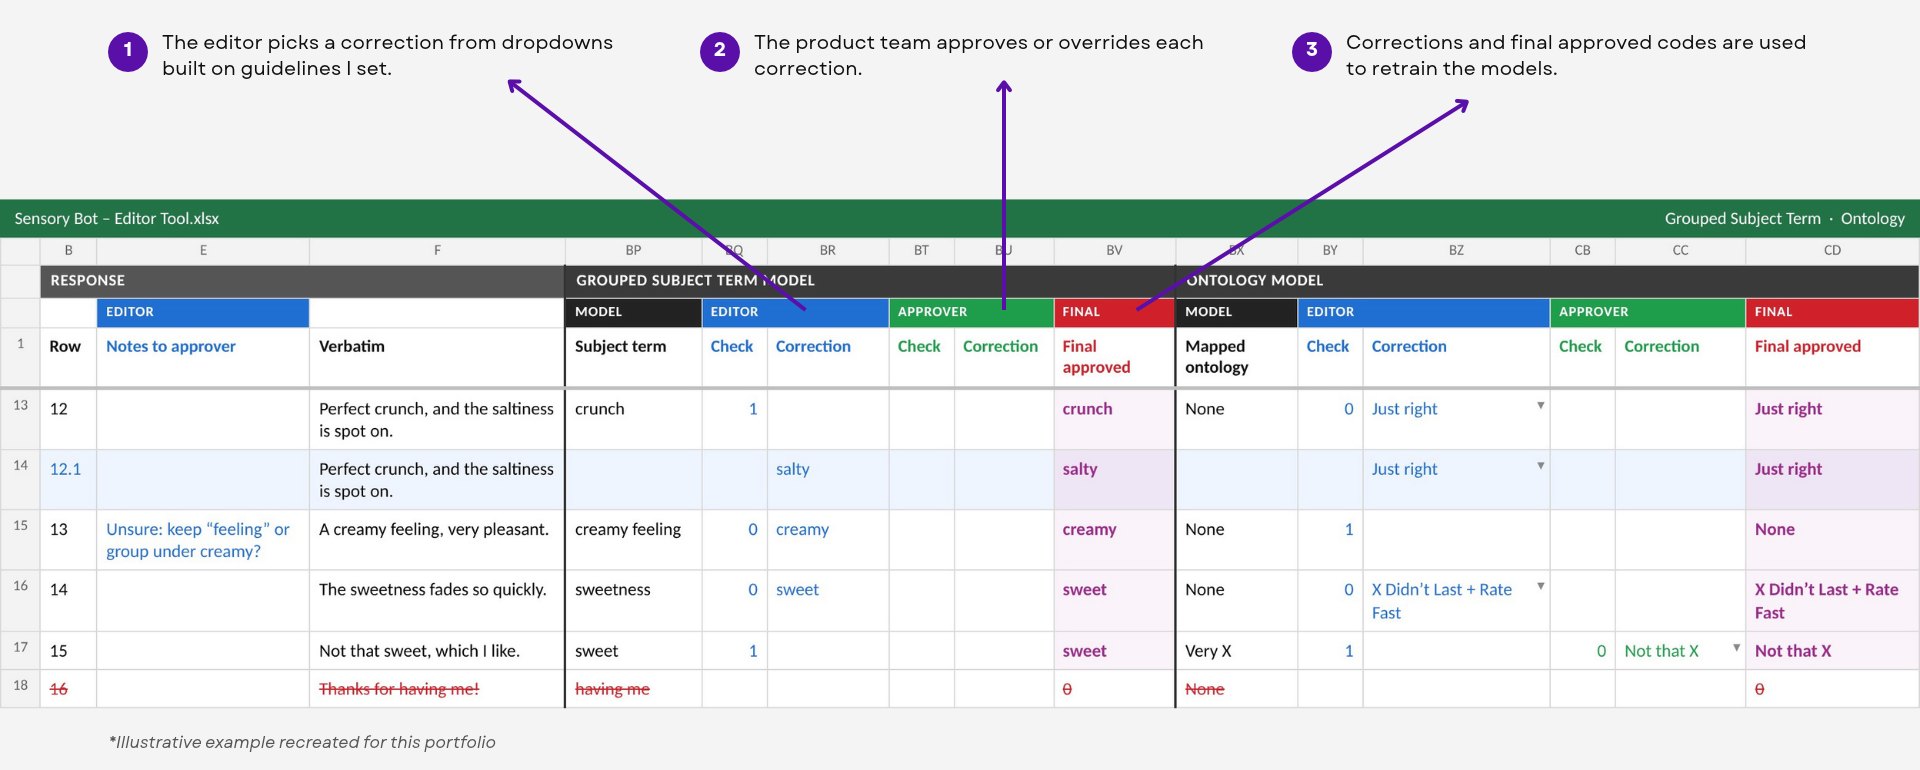 1
The editor picks a correction from dropdowns
built on guidelines I set.
2
The product team approves or overrides each
correction.
3
Corrections and final approved codes are used
to retrain the models.
Sensory Bot – Editor Tool.xlsx
Grouped Subject Term · Ontology
B E F BP BQ BR BT BU BV BX BY BZ CB CC CD
RESPONSE GROUPED SUBJECT TERM MODEL ONTOLOGY MODEL
EDITOR MODEL EDITOR APPROVER FINAL MODEL EDITOR APPROVER FINAL
1 Row Notes to approver Verbatim Subject term Check Correction Check Correction Final Mapped Check Correction Check Correction Final approved
approved ontology
13 12 Perfect crunch, and the saltiness crunch 1 crunch None 0 Just right ▼ Just right
is spot on.
14 12.1 Perfect crunch, and the saltiness salty salty Just right ▼ Just right
is spot on.
15 13 Unsure: keep “feeling” or A creamy feeling, very pleasant. creamy feeling 0 creamy creamy None 1 None
group under creamy?
16 14 The sweetness fades so quickly. sweetness 0 sweet sweet None 0 X Didn’t Last + Rate ▼ X Didn’t Last + Rate
Fast Fast
17 15 Not that sweet, which I like. sweet 1 sweet Very X 1 0 Not that X ▼ Not that X
18 16 Thanks for having me! having me 0 None 0
*Illustrative example recreated for this portfolio